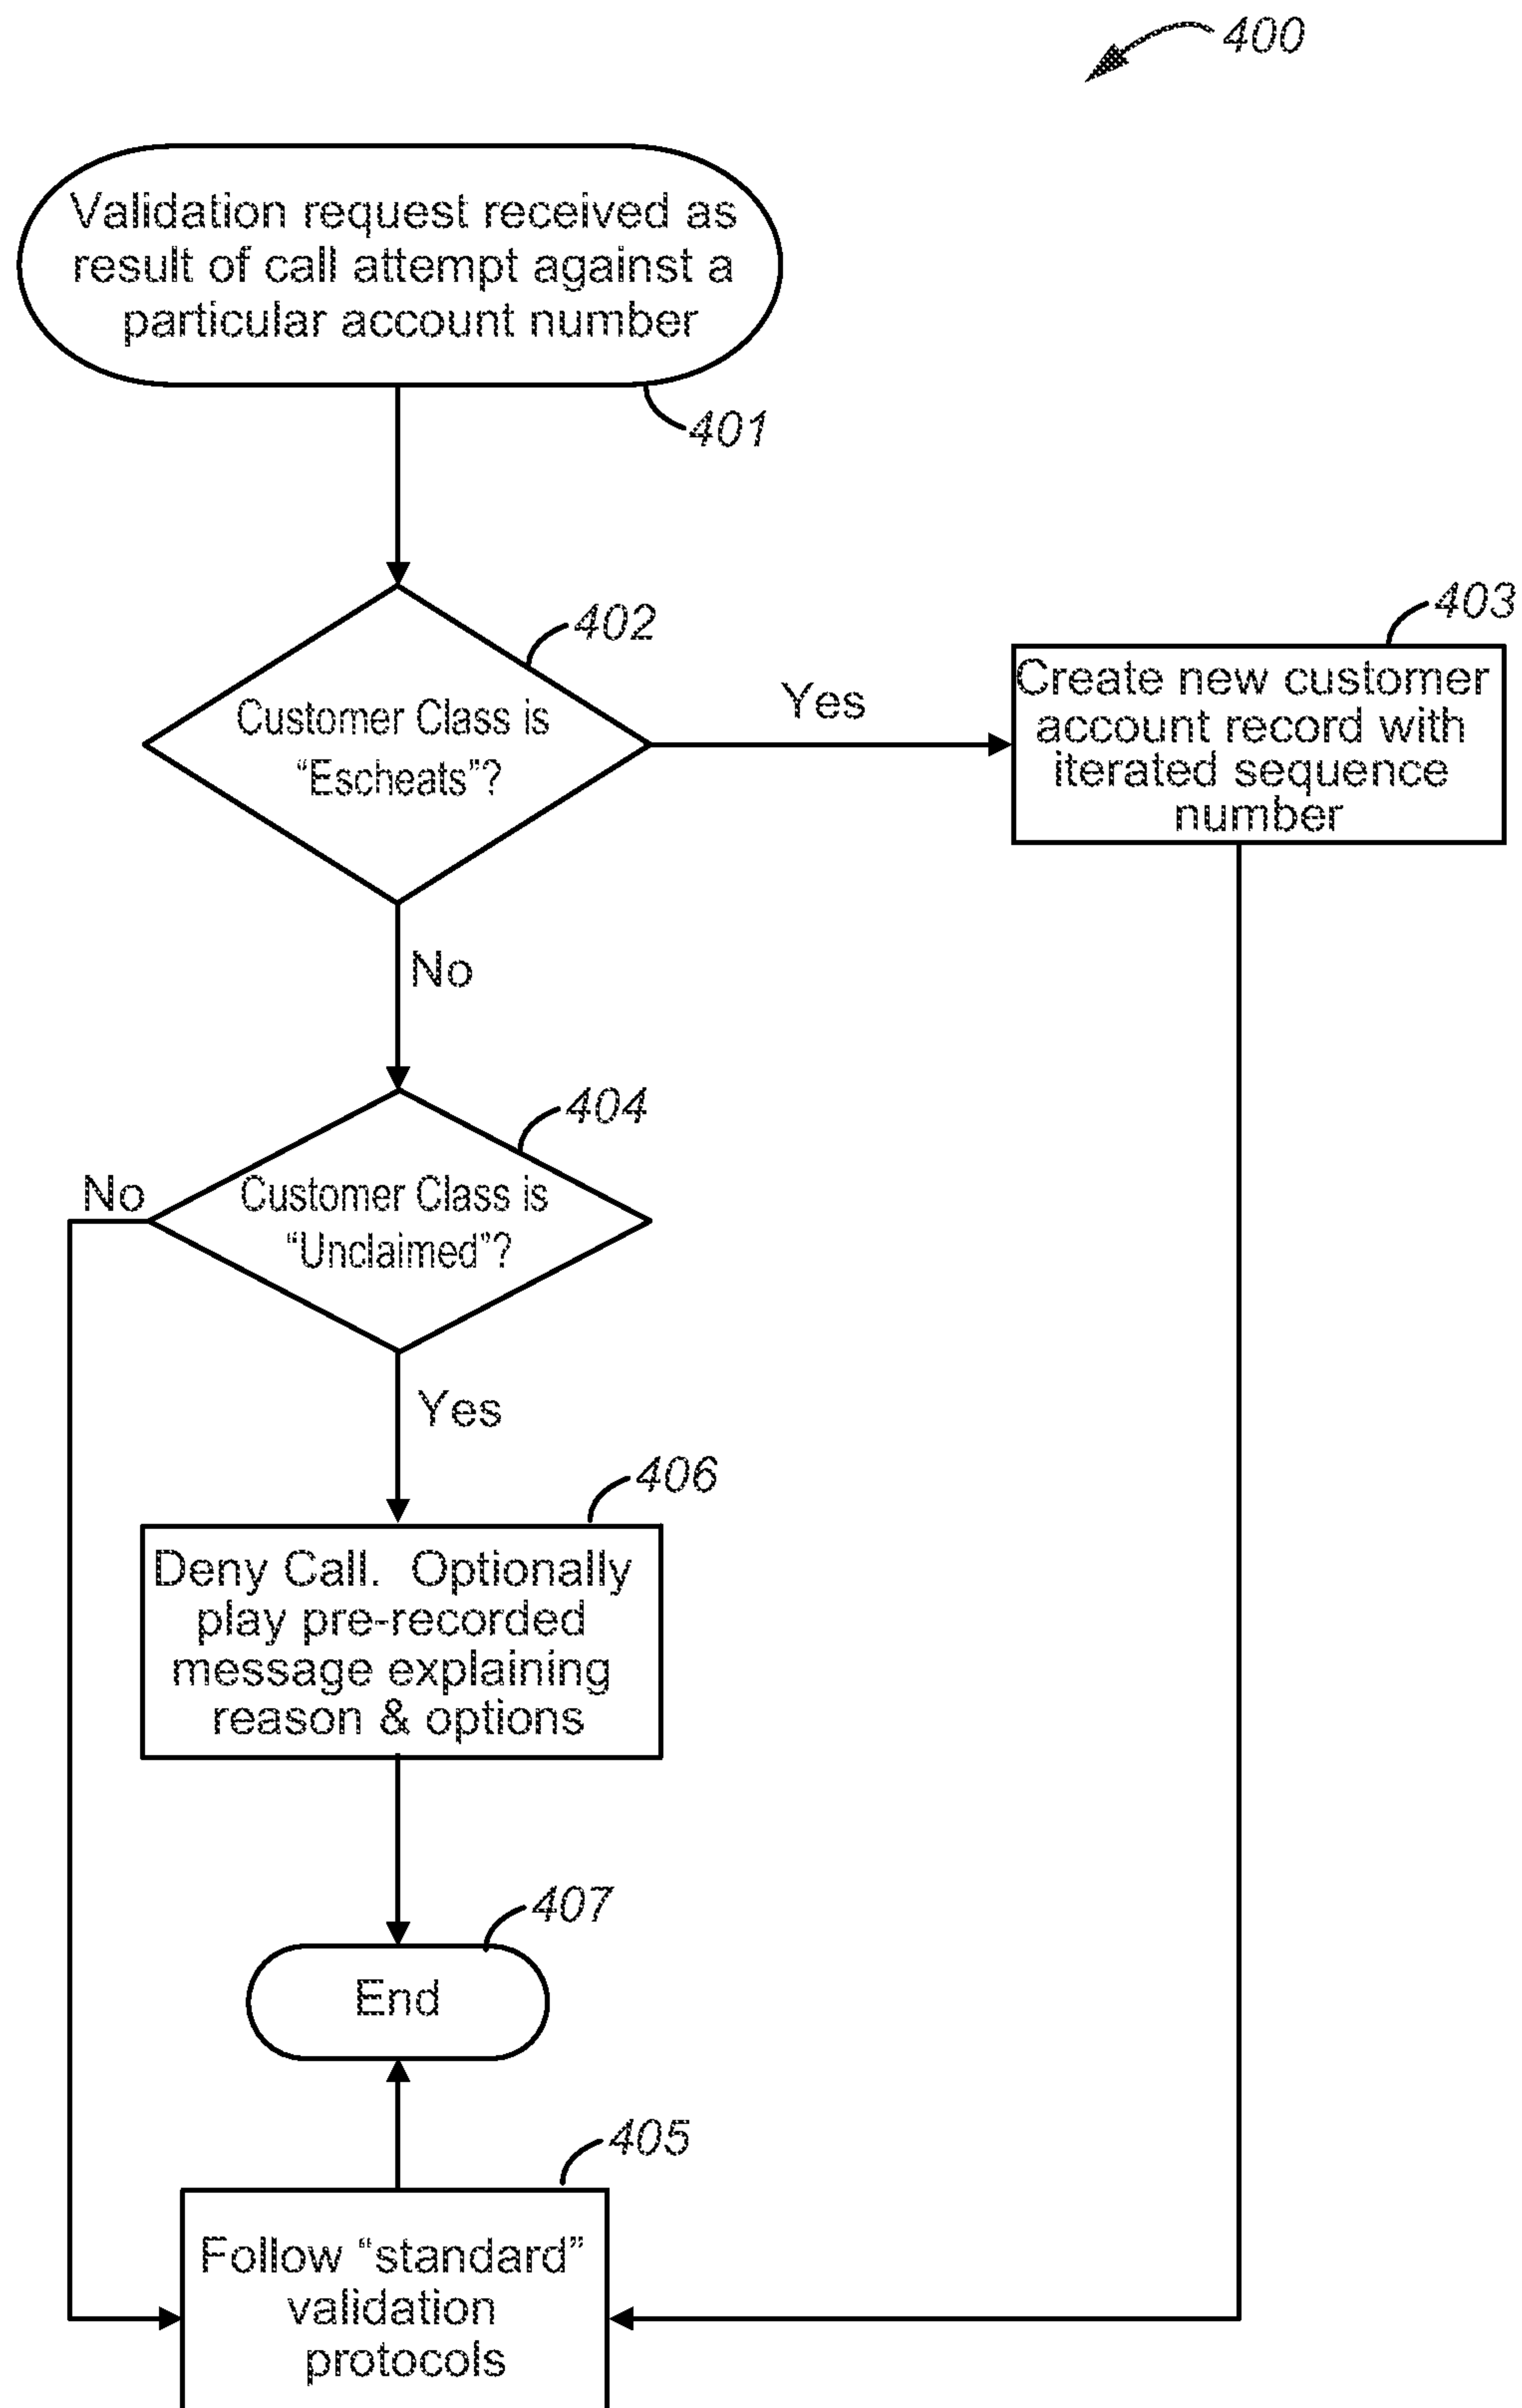 400
Validation request received as
result of call attempt against a
particular account number
401
402
Customer Class is
“Escheats”?
Yes
403
Create new customer
account record with
iterated sequence
number
No
404
No
Customer Class is
“Unclaimed”?
Yes
406
Deny Call.  Optionally
play pre-recorded
message explaining
reason & options
407
End
405
Follow “standard”
validation
protocols